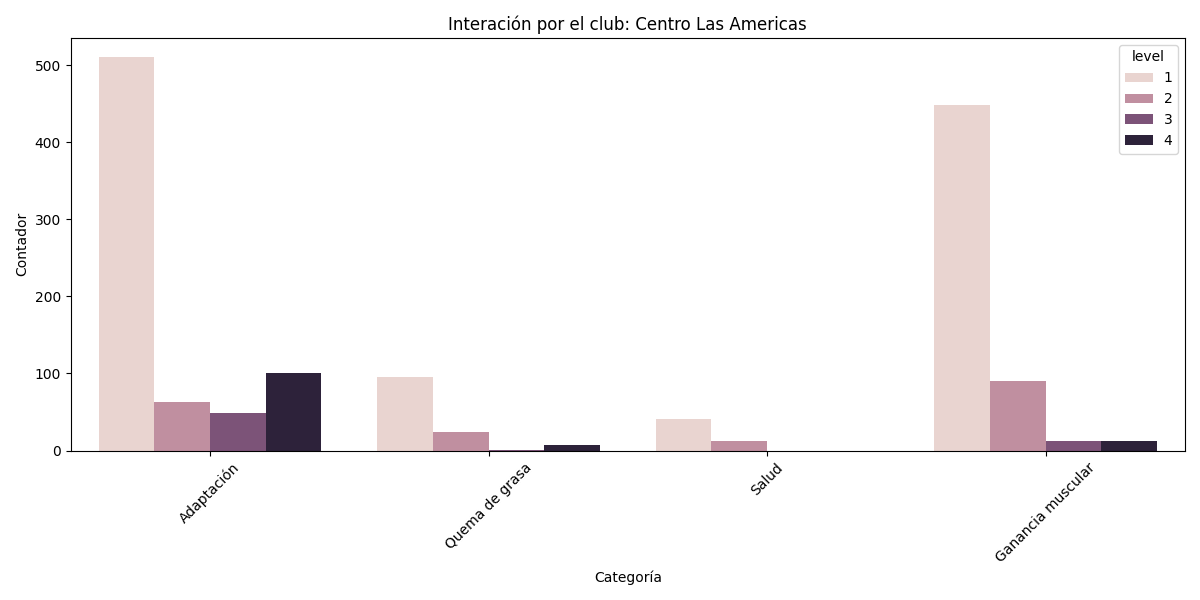 Interación por el club: Centro Las Americas
level
1
2
3
4
500
400
300
200
100
0
Contador
Adaptación
Quema de grasa
Salud
Ganancia muscular
Categoría